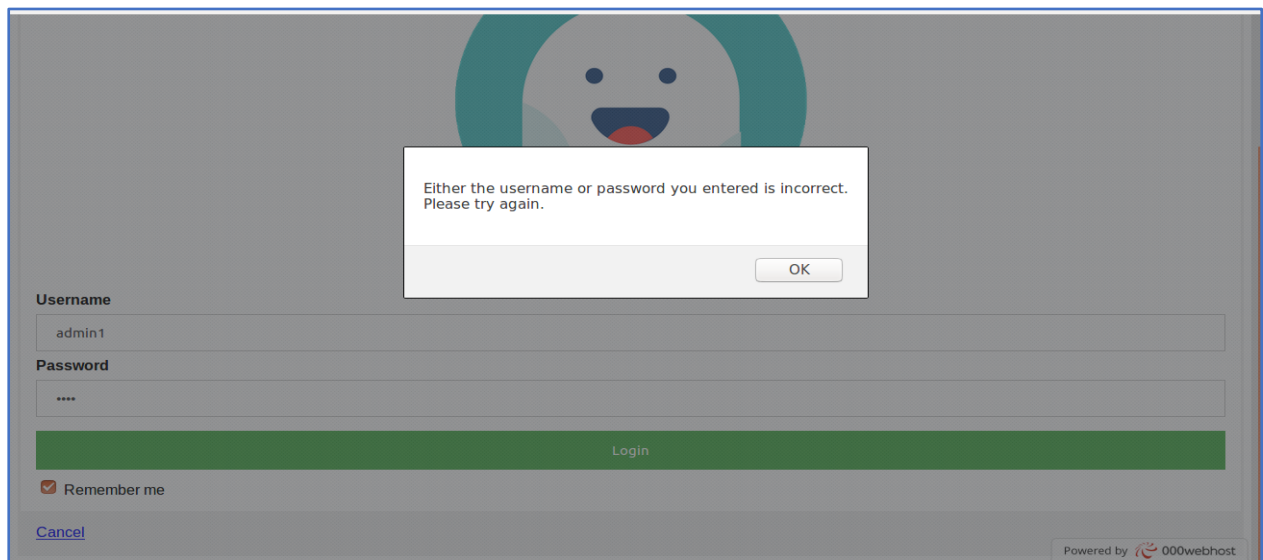 Either the username or password you entered is incorrect.
Please try again.
OK
Username
admin1
Password
••••
Login
Remember me
Cancel
Powered by 000webhost